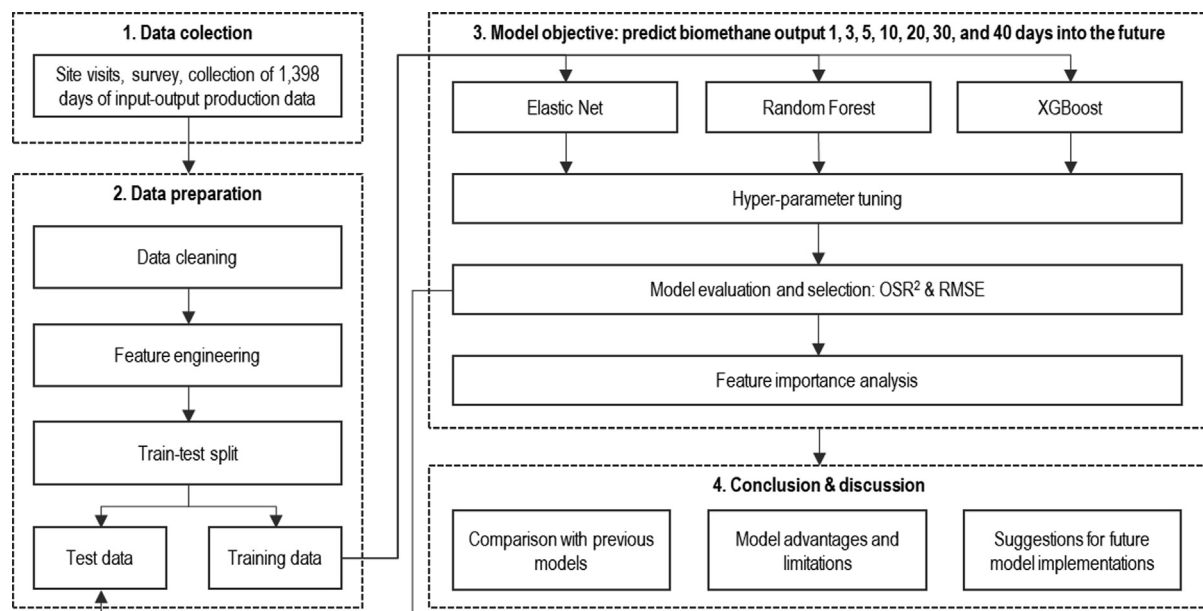 1. Data colection
Site visits, survey, collection of 1,398
days of input-output production data
2. Data preparation
Data cleaning
Feature engineering
Train-test split
Test data
Training data
3. Model objective: predict biomethane output 1, 3, 5, 10, 20, 30, and 40 days into the future
Elastic Net
Random Forest
XGBoost
Hyper-parameter tuning
Model evaluation and selection: OSR² & RMSE
Feature importance analysis
4. Conclusion & discussion
Comparison with previous
models
Model advantages and
limitations
Suggestions for future
model implementations